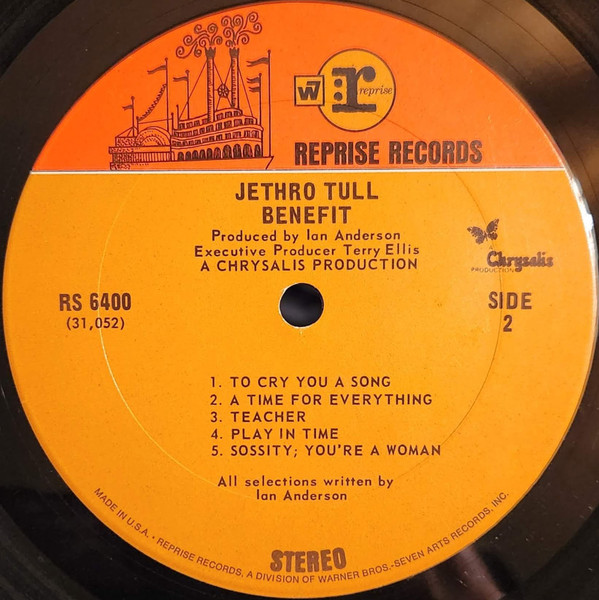 W7 r: reprise
REPRISE RECORDS
JETHRO TULL
BENEFIT
Produced by Ian Anderson
Executive Producer Terry Ellis
A CHRYSALIS PRODUCTION
Chrysalis
PRODUCTION
RS 6400
(31,052)
SIDE
2
1. TO CRY YOU A SONG
2. A TIME FOR EVERYTHING
3. TEACHER
4. PLAY IN TIME
5. SOSSITY; YOU'RE A WOMAN
All selections written by
Ian Anderson
STEREO
MADE IN U.S.A. • REPRISE RECORDS, A DIVISION OF WARNER BROS.-SEVEN ARTS RECORDS, INC.